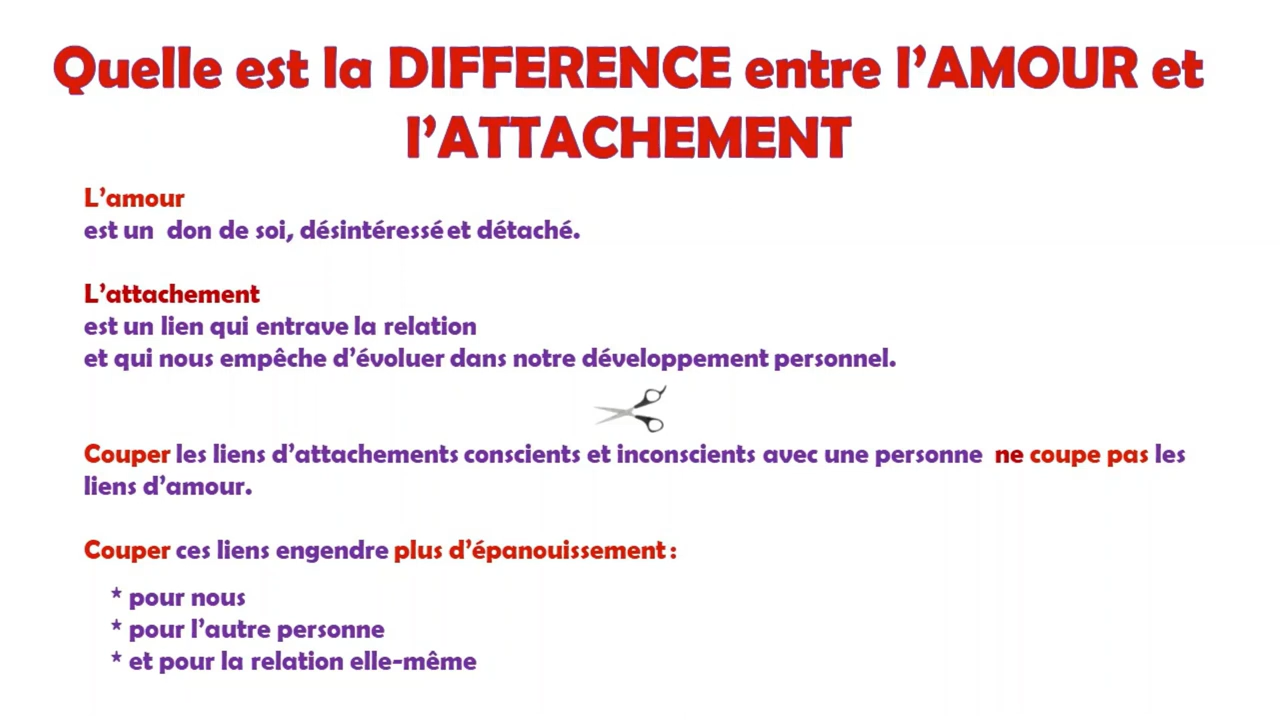 Quelle est la DIFFERENCE entre l’AMOUR et
l’ATTACHEMENT
L’amour
est un don de soi, désintéressé et détaché.
L’attachement
est un lien qui entrave la relation
et qui nous empêche d’évoluer dans notre développement personnel.
Couper les liens d’attachements conscients et inconscients avec une personne ne coupe pas les
liens d’amour.
Couper ces liens engendre plus d’épanouissement :
* pour nous
* pour l’autre personne
* et pour la relation elle-même